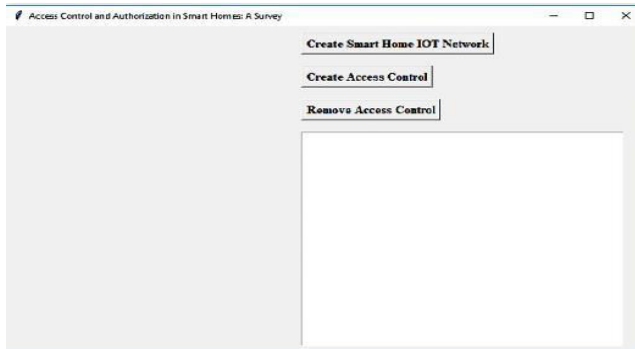 Access Control and Authorization in Smart Homes: A Survey
Create Smart Home IOT Network
Create Access Control
Remove Access Control